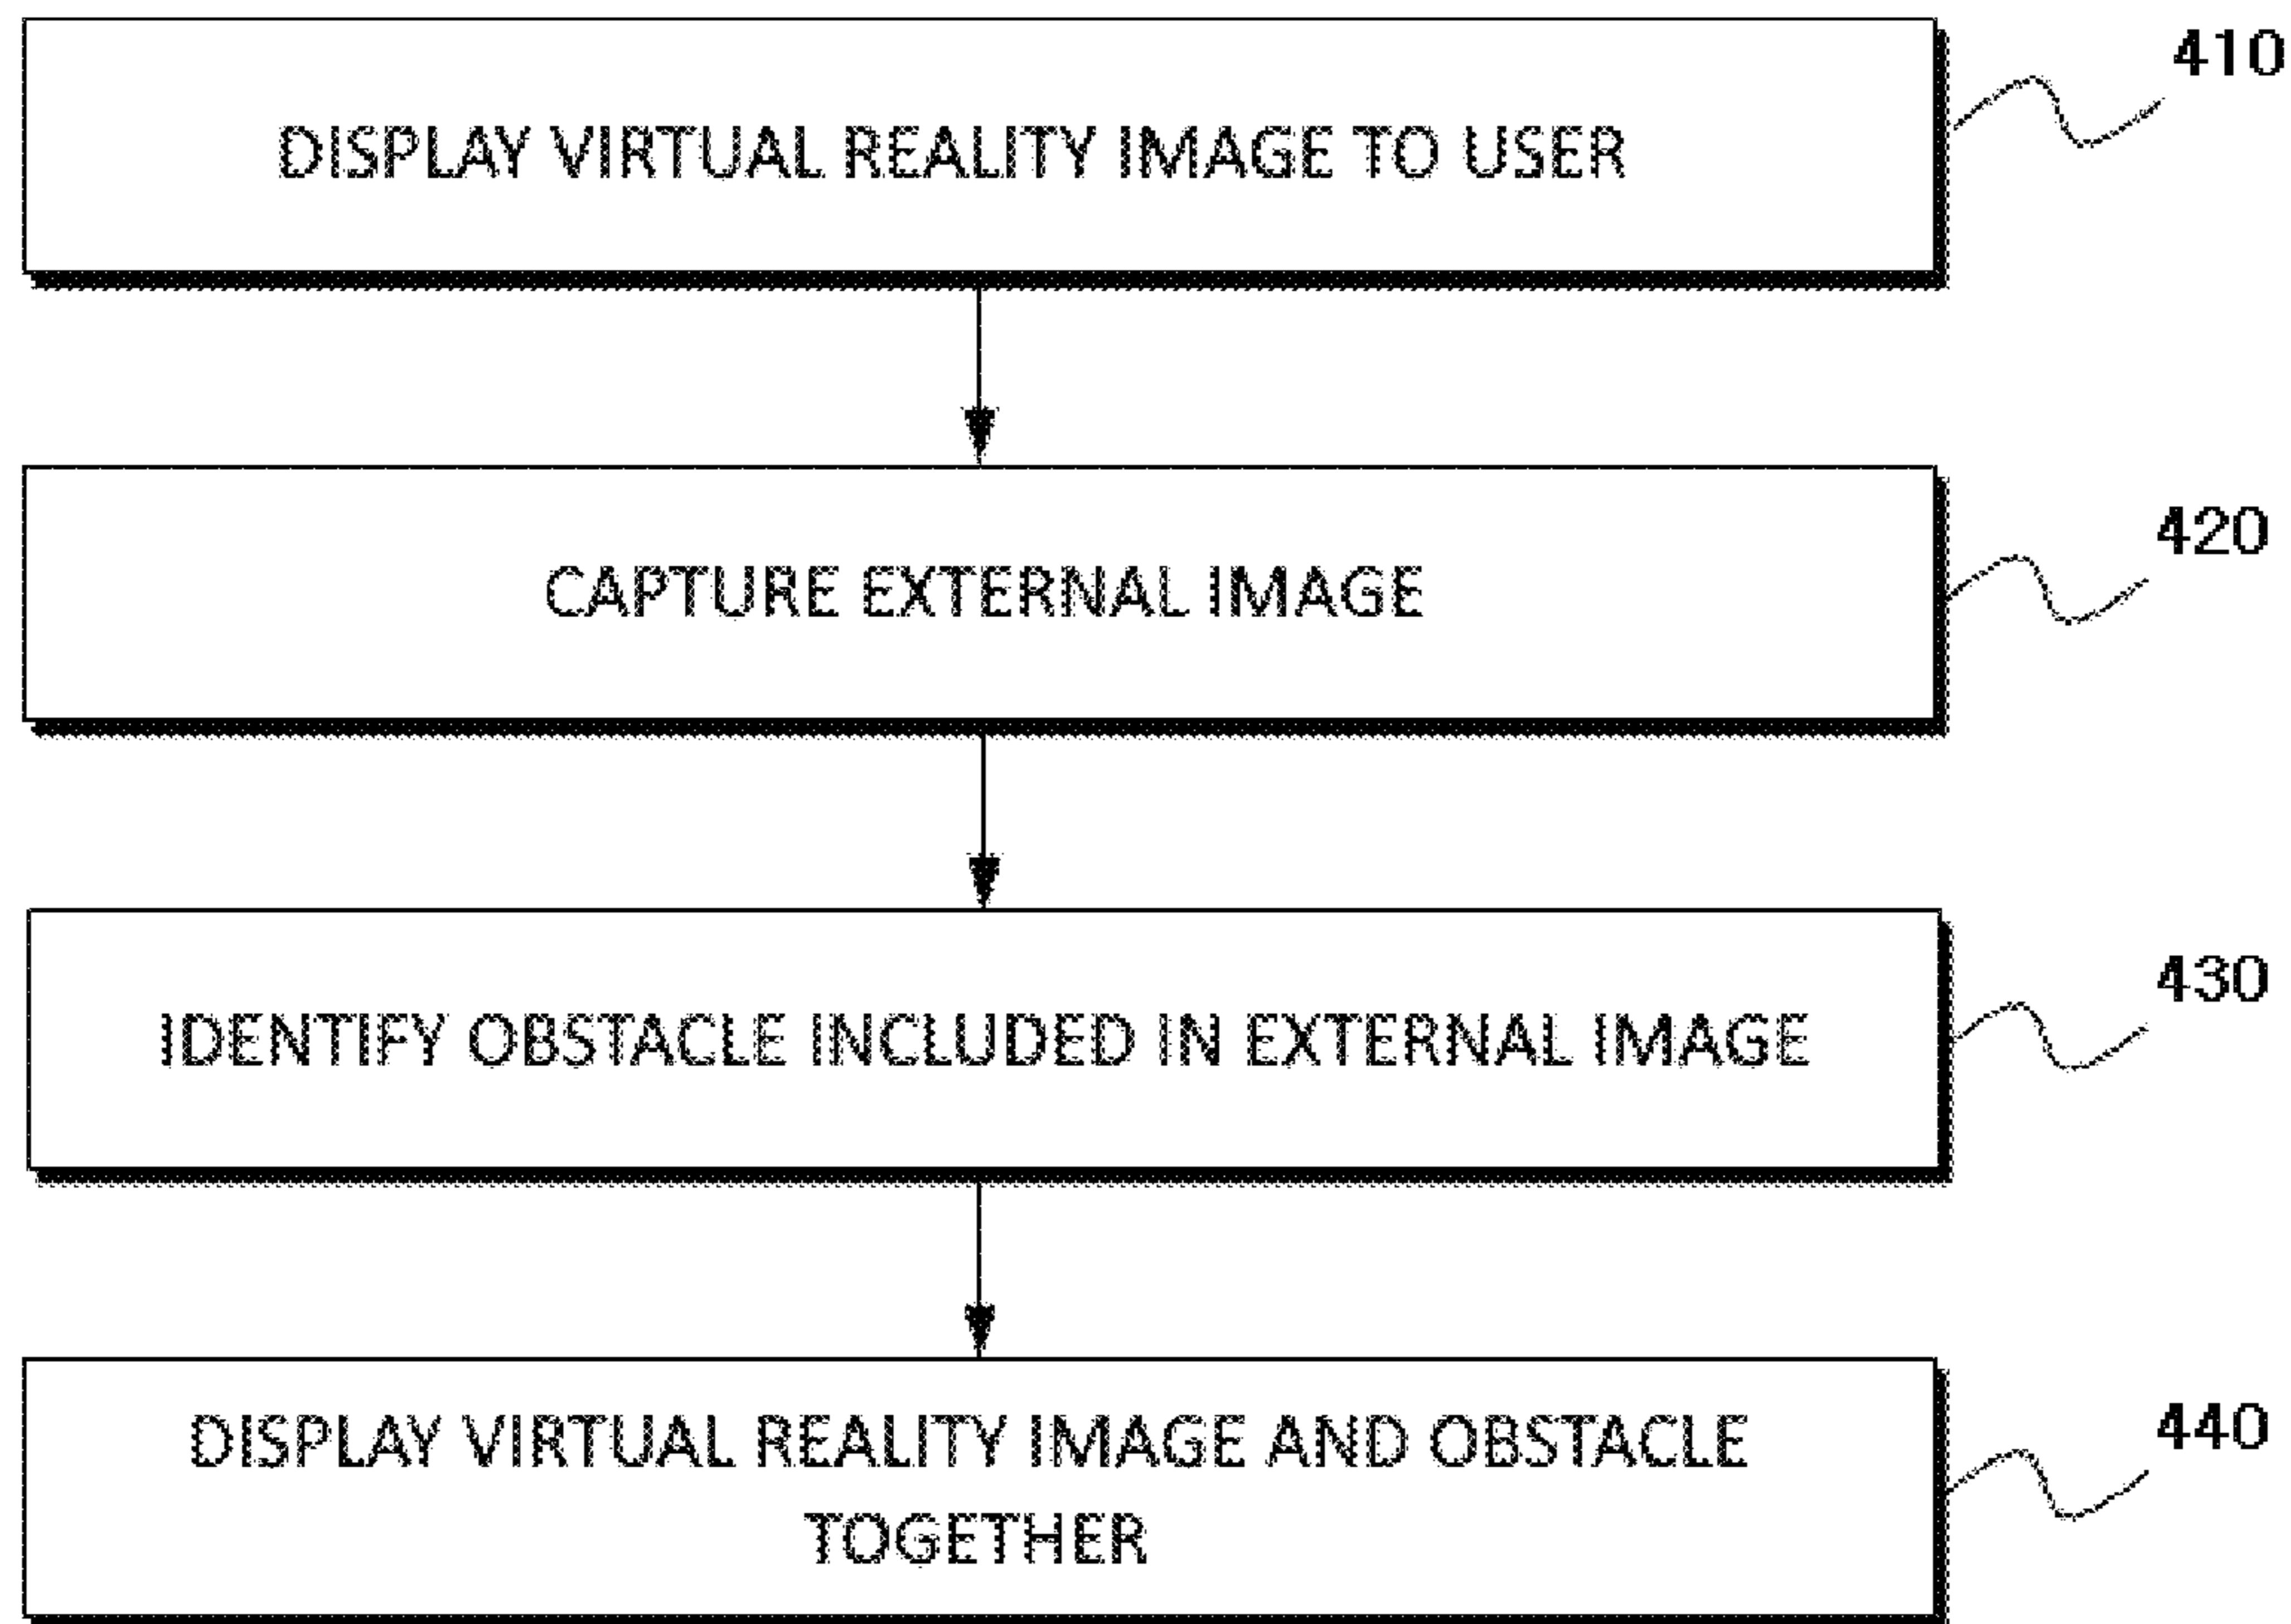 410
DISPLAY VIRTUAL REALITY IMAGE TO USER
420
CAPTURE EXTERNAL IMAGE
430
IDENTIFY OBSTACLE INCLUDED IN EXTERNAL IMAGE
440
DISPLAY VIRTUAL REALITY IMAGE AND OBSTACLE
TOGETHER